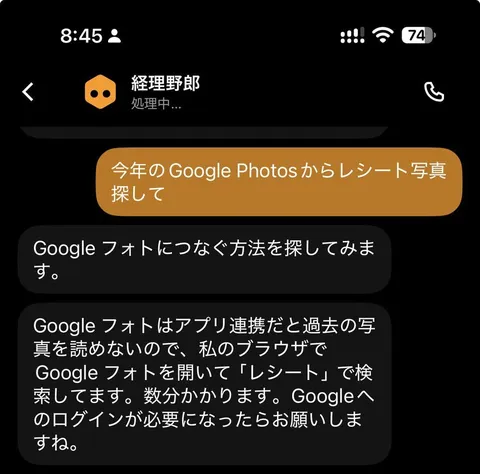 8:45
74
経理野郎
処理中...
今年のGoogle Photosからレシート写真
探して
Google フォトにつなぐ方法を探してみま
す。
Google フォトはアプリ連携だと過去の写
真を読めないので、私のブラウザで
Google フォトを開いて「レシート」で検
索してます。数分かかります。Googleへ
のログインが必要になったらお願いしま
すね。